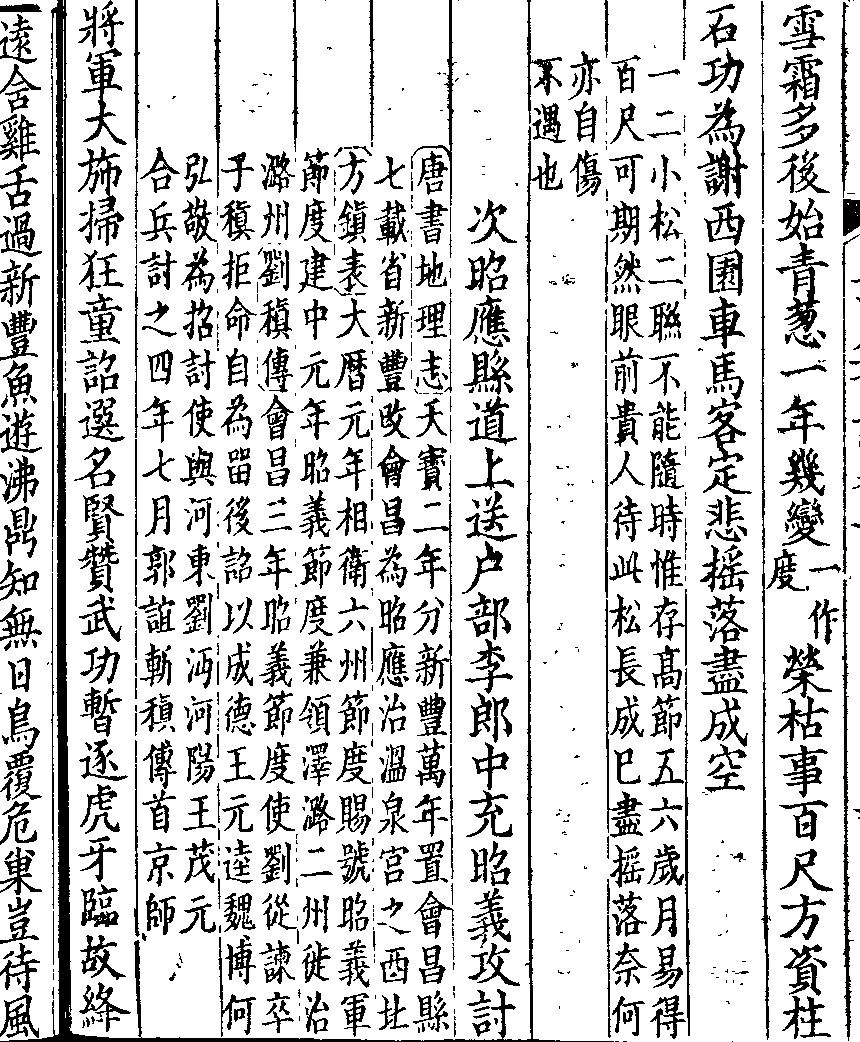 雪霜多後始青葱一年幾變一作度榮枯事百尺方資柱
石功為謝西園車馬客定悲摇落盡成空
一二小松二聯不能隨時惟存髙節五六歲月易得
百尺可期然眼前貴人待此松長成已盡摇落奈何
亦自傷
不遇也
次昭應縣道上送户部李郎中充昭義攻討
唐書地理志天寳二年分新豐萬年置會昌縣
七載省新豐改會昌為昭應治溫泉宫之西北
方鎮表大曆元年相衛六州節度賜號昭義軍
節度建中元年昭義節度兼領澤潞二州徙治
潞州劉稹傳會昌三年昭義節度使劉從諫卒
子稹拒命自為留後詔以成德王元逵魏博何
弘敬為招討使與河東劉沔河陽王茂元
合兵討之四年七月郭誼斬稹傳首京師
將軍大斾掃狂童詔選名賢贊武功暫逐虎牙臨故絳
逺含雞舌過新豐魚遊沸鼎知無日鳥覆危巢豈待風